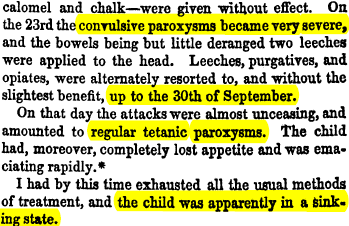 calomel and chalk—were given without effect. On
the 23rd the convulsive paroxysms became very severe,
and the bowels being but little deranged two leeches
were applied to the head. Leeches, purgatives, and
opiates, were alternately resorted to, and without the
slightest benefit, up to the 30th of September.
On that day the attacks were almost unceasing, and
amounted to regular tetanic paroxysms. The child
had, moreover, completely lost appetite and was ema-
ciating rapidly.*
I had by this time exhausted all the usual methods
of treatment, and the child was apparently in a sink-
ing state.